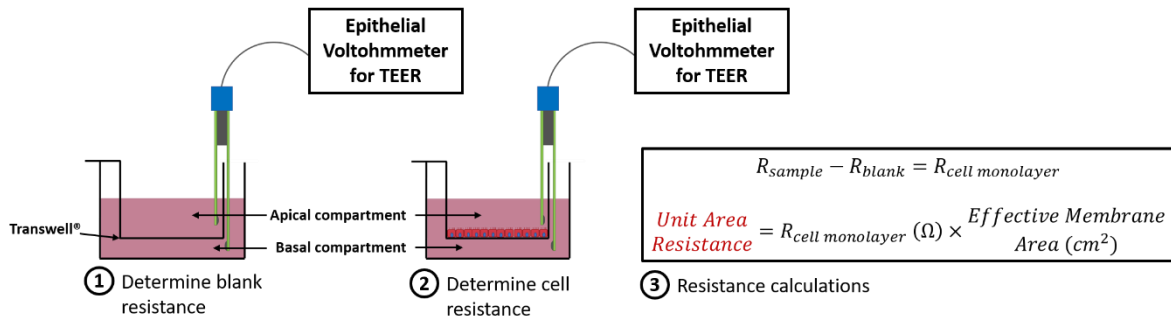 Epithelial
Voltohmmeter
for TEER
Epithelial
Voltohmmeter
for TEER
Transwell®
Apical compartment
Basal compartment
1 Determine blank
resistance
2 Determine cell
resistance
R_sample − R_blank = R_cell monolayer
Unit Area
Resistance = R_cell monolayer (Ω) × Effective Membrane
Area (cm²)
3 Resistance calculations